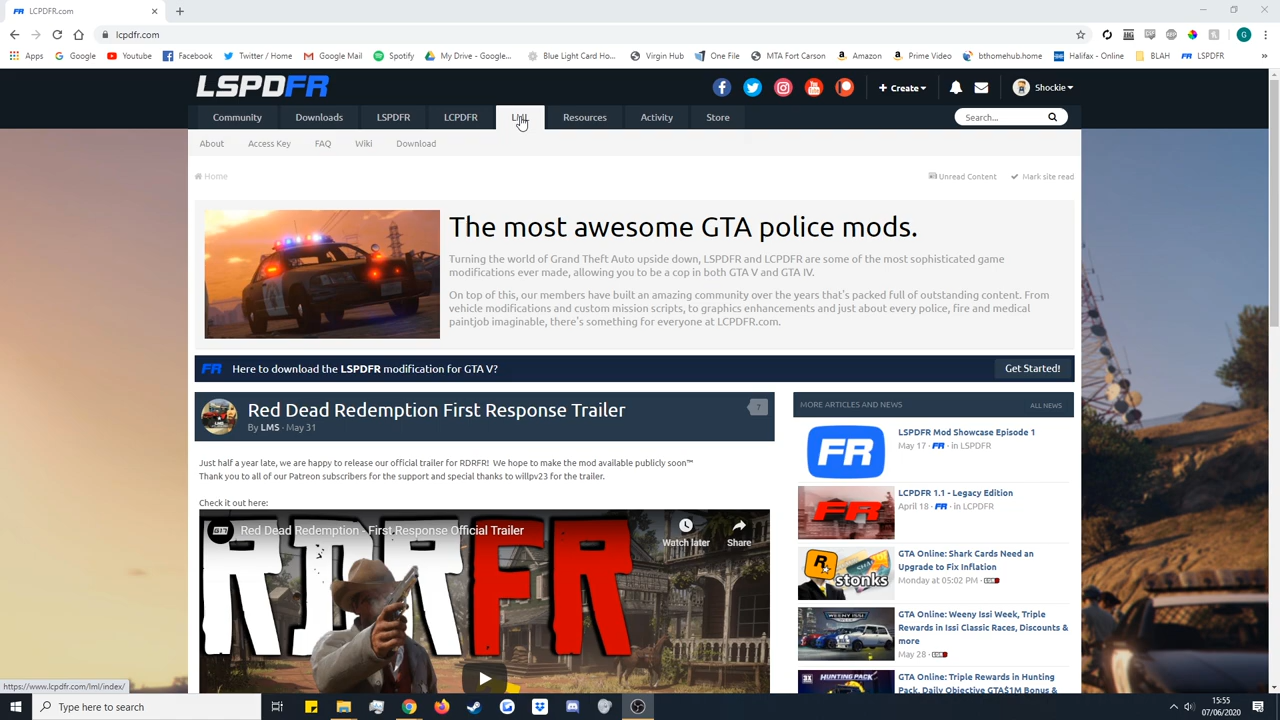 LCPDFR.com
lcpdfr.com
Apps
Google
Youtube
Facebook
Twitter / Home
Google Mail
Spotify
My Drive - Google...
Blue Light Card Ho...
Virgin Hub
One File
MTA Fort Carson
Amazon
Prime Video
bthomehub.home
Halifax - Online
BLAH
LSPDFR
LSPDFR
Create
Shockie
Community
Downloads
LSPDFR
LCPDFR
LML
Resources
Activity
Store
Search...
About
Access Key
FAQ
Wiki
Download
Home
Unread Content
Mark site read
The most awesome GTA police mods.
Turning the world of Grand Theft Auto upside down, LSPDFR and LCPDFR are some of the most sophisticated game
modifications ever made, allowing you to be a cop in both GTA V and GTA IV.
On top of this, our members have built an amazing community over the years that's packed full of outstanding content. From
vehicle modifications and custom mission scripts, to graphics enhancements and just about every police, fire and medical
paintjob imaginable, there's something for everyone at LCPDFR.com.
FR Here to download the LSPDFR modification for GTA V?
Get Started!
Red Dead Redemption First Response Trailer
7
By LMS · May 31
Just half a year late, we are happy to release our official trailer for RDRFR! We hope to make the mod available publicly soon™
Thank you to all of our Patreon subscribers for the support and special thanks to willpv23 for the trailer.
Check it out here:
Red Dead Redemption - First Response Official Trailer
Watch later
Share
RDRFR
MORE ARTICLES AND NEWS
ALL NEWS
FR
LSPDFR Mod Showcase Episode 1
May 17 · FR · in LSPDFR
FR
LCPDFR 1.1 - Legacy Edition
April 18 · FR · in LCPDFR
stonks
GTA Online: Shark Cards Need an
Upgrade to Fix Inflation
Monday at 05:02 PM ·
WEENY ISSI
GTA Online: Weeny Issi Week, Triple
Rewards in Issi Classic Races, Discounts &
more
May 28 ·
3X HUNTING PACK
GTA Online: Triple Rewards in Hunting
Pack, Daily Objective GTA$1M Bonus &
https://www.lcpdfr.com/lml/index/
Type here to search
15:55
07/06/2020